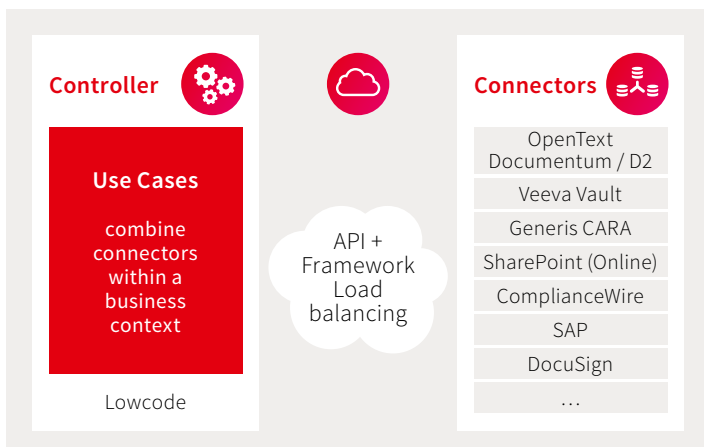 Controller
Use Cases
combine
connectors
within a
business
context
Lowcode
API +
Framework
Load
balancing
Connectors
OpenText
Documentum / D2
Veeva Vault
Generis CARA
SharePoint (Online)
ComplianceWire
SAP
DocuSign
…